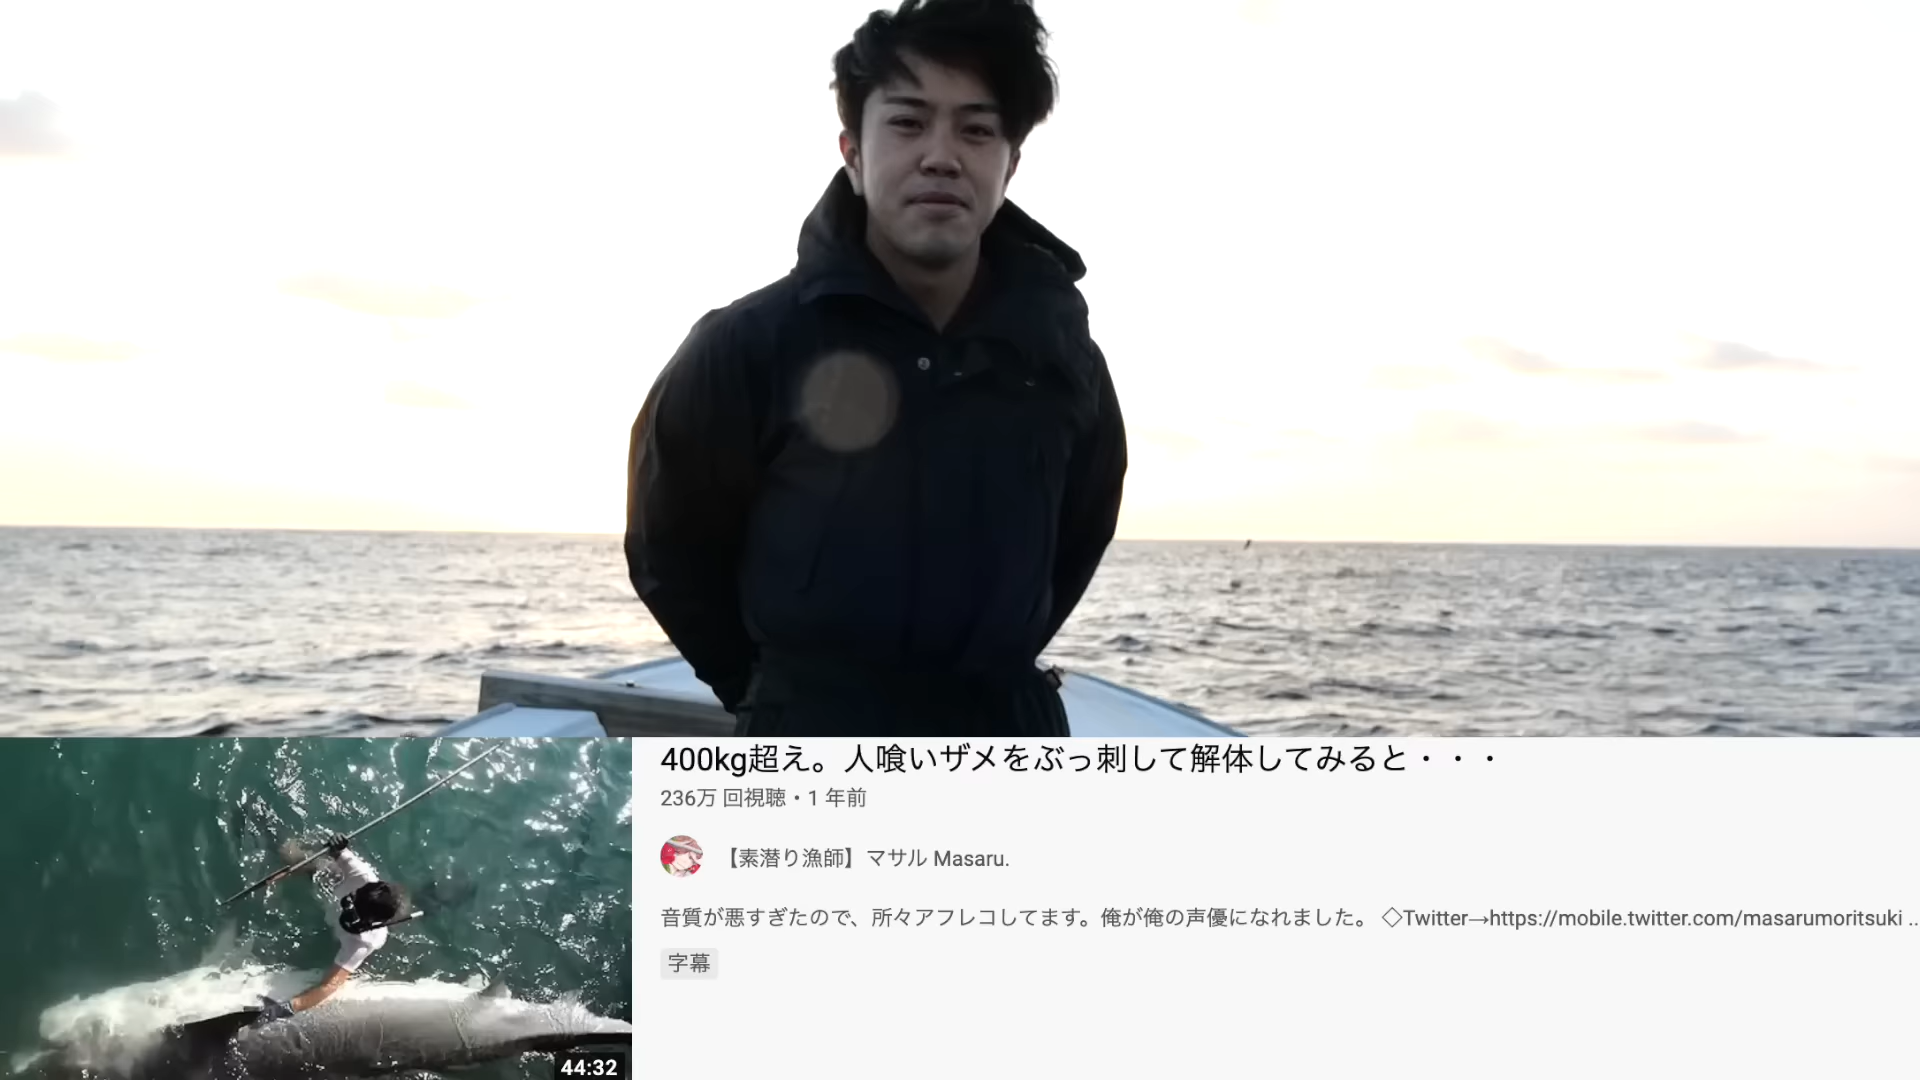 400kg超え。人喰いザメをぶっ刺して解体してみると・・・
236万 回視聴・1 年前
【素潜り漁師】マサル Masaru.
音質が悪すぎたので、所々アフレコしてます。俺が俺の声優になれました。 ◇Twitter→https://mobile.twitter.com/masarumoritsuki ...
字幕
44:32